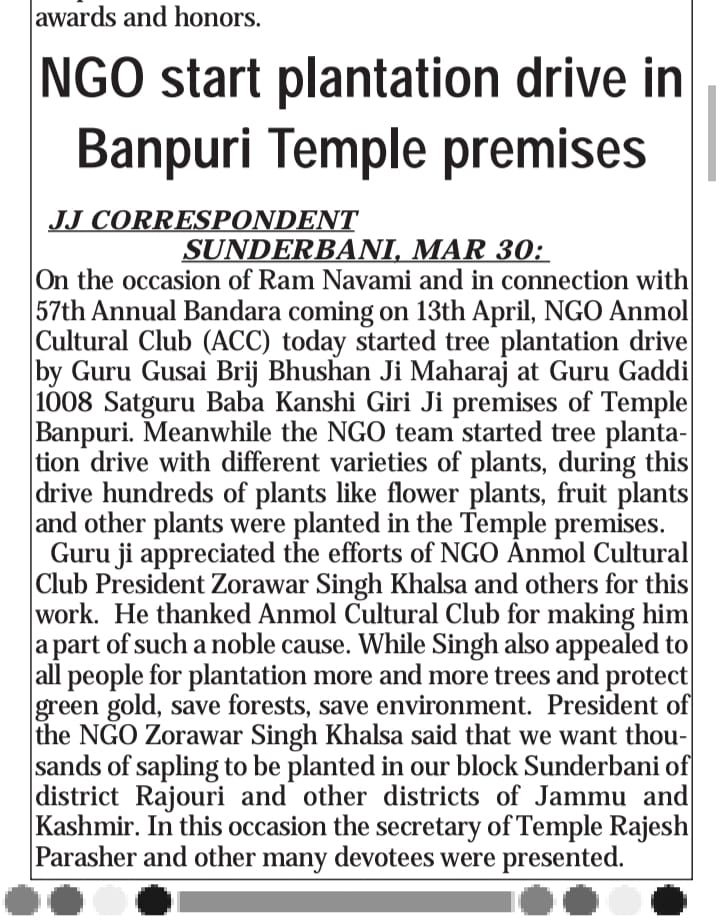 awards and honors.
NGO start plantation drive in
Banpuri Temple premises
JJ CORRESPONDENT
SUNDERBANI, MAR 30:
On the occasion of Ram Navami and in connection with
57th Annual Bandara coming on 13th April, NGO Anmol
Cultural Club (ACC) today started tree plantation drive
by Guru Gusai Brij Bhushan Ji Maharaj at Guru Gaddi
1008 Satguru Baba Kanshi Giri Ji premises of Temple
Banpuri. Meanwhile the NGO team started tree planta-
tion drive with different varieties of plants, during this
drive hundreds of plants like flower plants, fruit plants
and other plants were planted in the Temple premises.
Guru ji appreciated the efforts of NGO Anmol Cultural
Club President Zorawar Singh Khalsa and others for this
work. He thanked Anmol Cultural Club for making him
a part of such a noble cause. While Singh also appealed to
all people for plantation more and more trees and protect
green gold, save forests, save environment. President of
the NGO Zorawar Singh Khalsa said that we want thou-
sands of sapling to be planted in our block Sunderbani of
district Rajouri and other districts of Jammu and
Kashmir. In this occasion the secretary of Temple Rajesh
Parasher and other many devotees were presented.